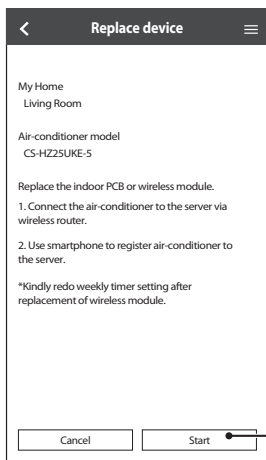 Replace device
My Home
Living Room
Air-conditioner model
CS-HZ25UKE-5
Replace the indoor PCB or wireless module.
1. Connect the air-conditioner to the server via
wireless router.
2. Use smartphone to register air-conditioner to
the server.
*Kindly redo weekly timer setting after
replacement of wireless module.
Cancel
Start